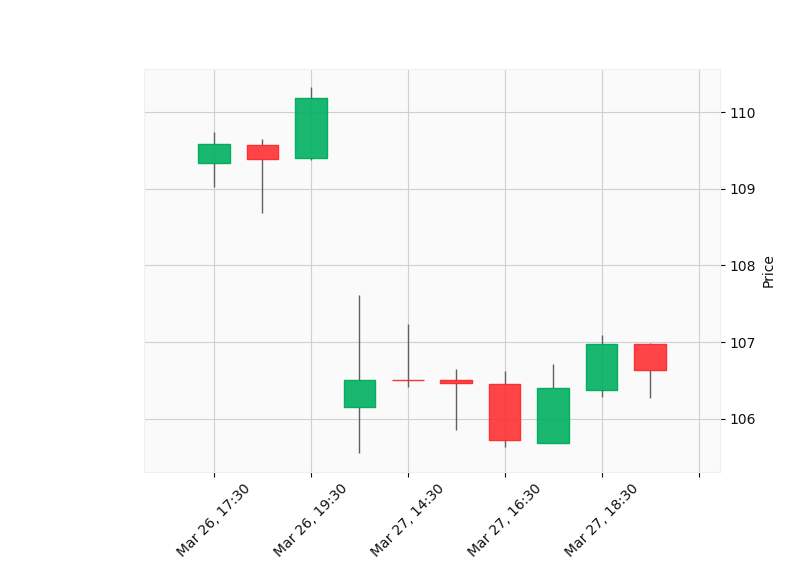 110
109
108
107
106
Price
Mar 26, 17:30
Mar 26, 19:30
Mar 27, 14:30
Mar 27, 16:30
Mar 27, 18:30